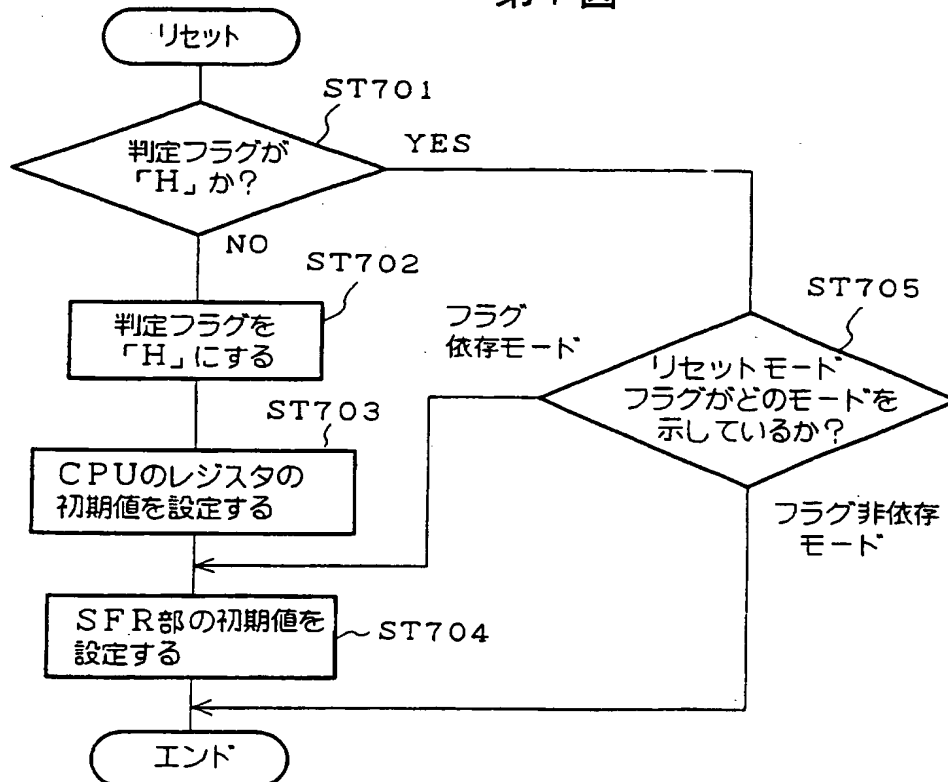 リセット
ST701
判定フラグが
「H」か?
YES
NO
ST702
判定フラグを
「H」にする
フラグ
依存モード
ST705
リセットモード
フラグがどのモードを
示しているか?
ST703
CPUのレジスタの
初期値を設定する
フラグ非依存
モード
SFR部の初期値を
設定する
ST704
エンド